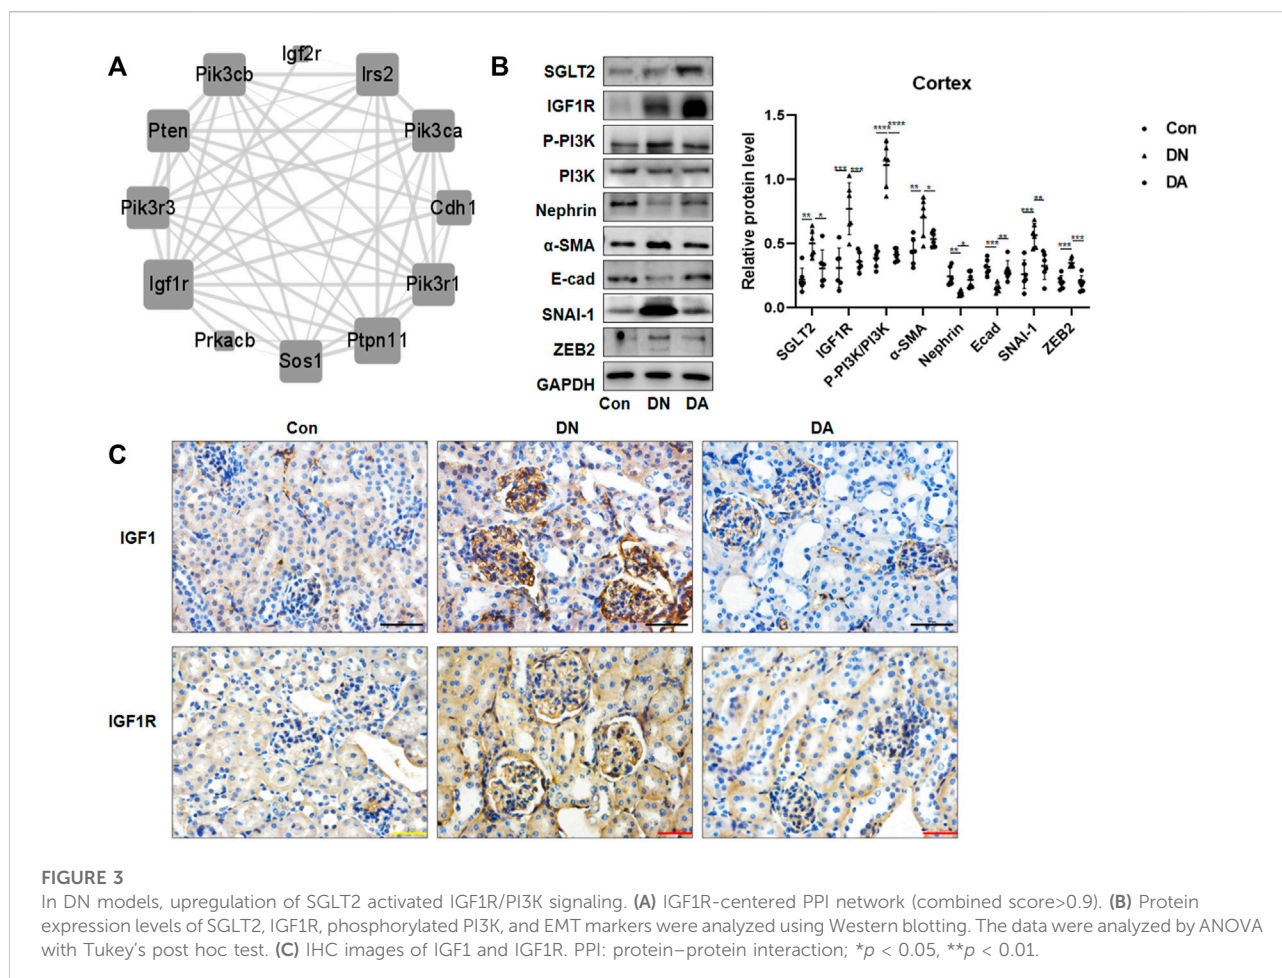 A
Igf2r
Pik3cb
Irs2
Pten
Pik3ca
Pik3r3
Cdh1
Igf1r
Pik3r1
Prkacb
Ptpn11
Sos1
B
SGLT2
IGF1R
P-PI3K
PI3K
Nephrin
α-SMA
E-cad
SNAI-1
ZEB2
GAPDH
Con DN DA
Cortex
Relative protein level
1.5
1.0
0.5
0.0
** * *** *** **** **** ** * ** * *** ** *** ** *** ***
SGLT2
IGF1R
P-PI3K/PI3K
α-SMA
Nephrin
Ecad
SNAI-1
ZEB2
Con
DN
DA
C
Con DN DA
IGF1
IGF1R
FIGURE 3
In DN models, upregulation of SGLT2 activated IGF1R/PI3K signaling. (A) IGF1R-centered PPI network (combined score>0.9). (B) Protein
expression levels of SGLT2, IGF1R, phosphorylated PI3K, and EMT markers were analyzed using Western blotting. The data were analyzed by ANOVA
with Tukey's post hoc test. (C) IHC images of IGF1 and IGF1R. PPI: protein–protein interaction; *p < 0.05, **p < 0.01.